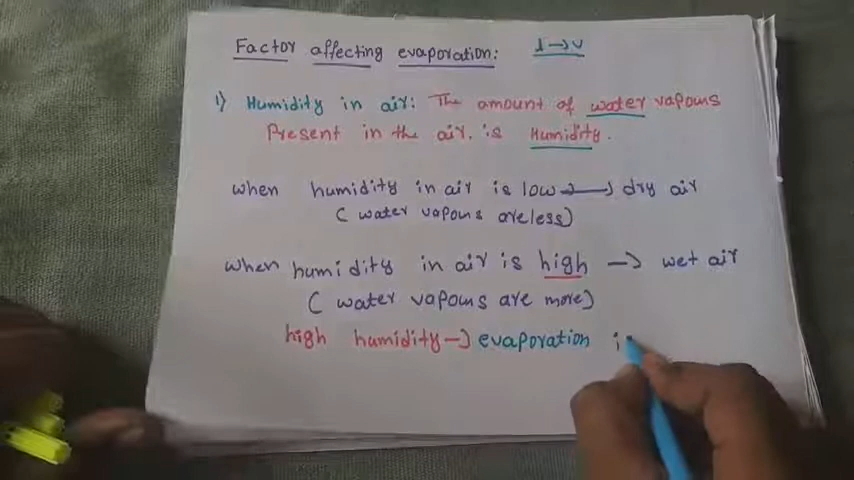 Factor affecting evaporation: l→v
1) Humidity in air: The amount of water vapours
Present in the air. is Humidity.
when humidity in air is low → dry air
( water vapours are less)
when humidity in air is high → wet air
( water vapours are more)
high humidity → evaporation i